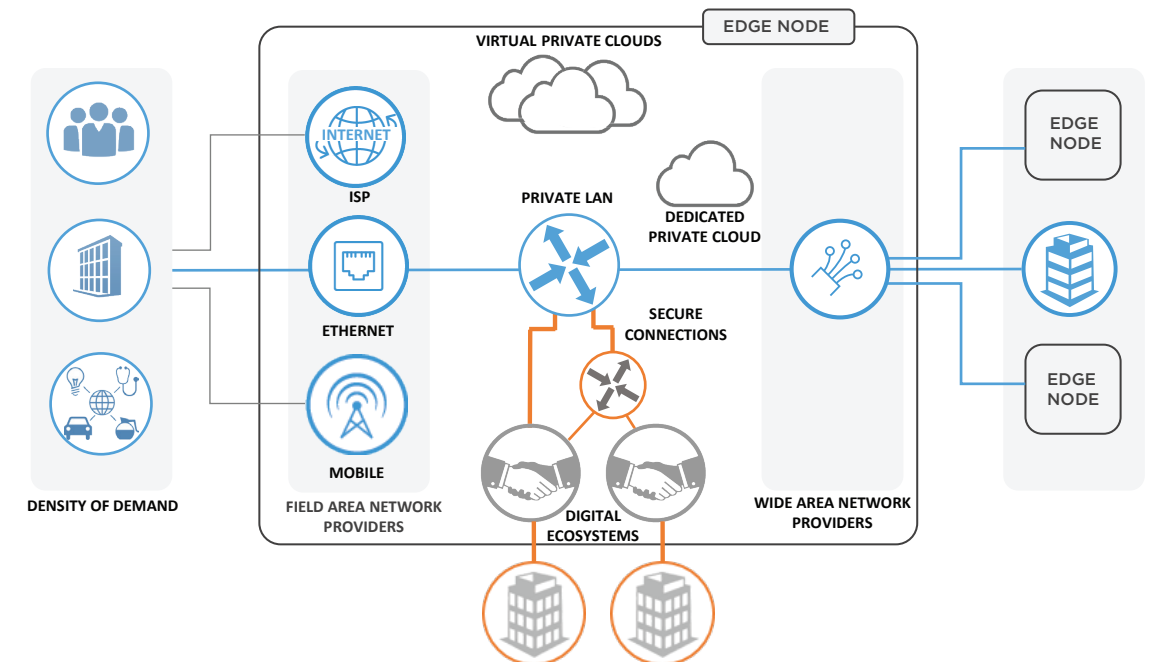 EDGE NODE
VIRTUAL PRIVATE CLOUDS
INTERNET
ISP
PRIVATE LAN
DEDICATED
PRIVATE CLOUD
EDGE
NODE
ETHERNET
SECURE
CONNECTIONS
EDGE
NODE
MOBILE
DENSITY OF DEMAND
FIELD AREA NETWORK
PROVIDERS
DIGITAL
ECOSYSTEMS
WIDE AREA NETWORK
PROVIDERS